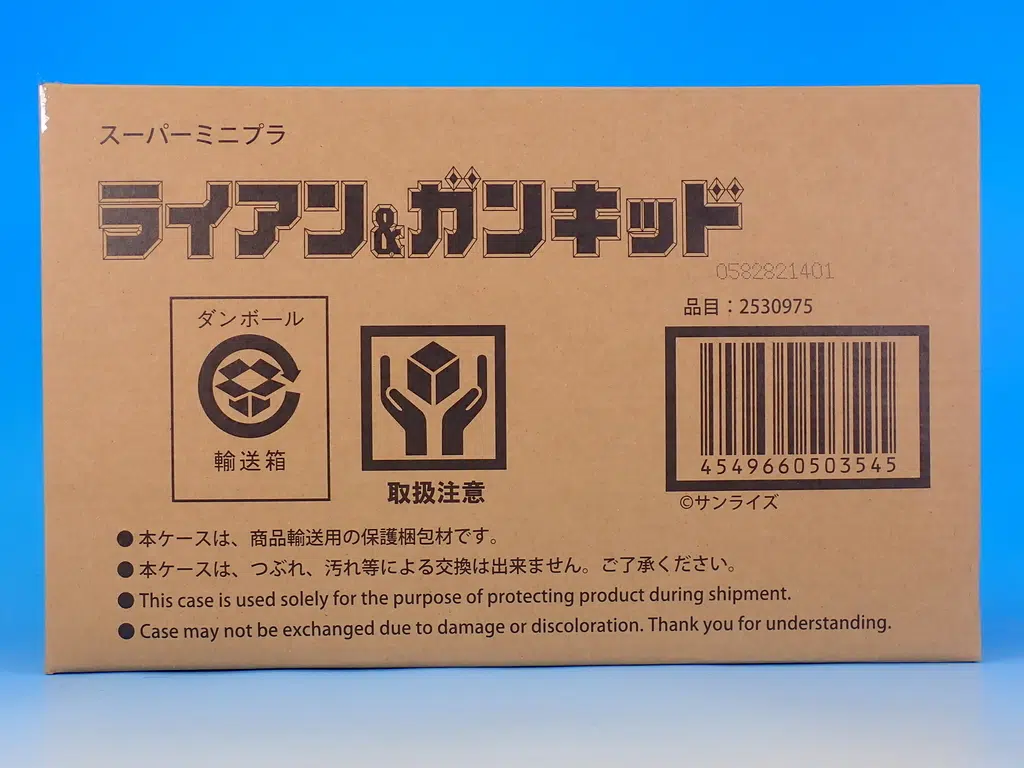 スーパーミニプラ
ライアン&ガンキッド
0582821401
ダンボール
輸送箱
取扱注意
品目：2530975
4549660503545
©サンライズ
●本ケースは、商品輸送用の保護梱包材です。
●本ケースは、つぶれ、汚れ等による交換は出来ません。ご了承ください。
●This case is used solely for the purpose of protecting product during shipment.
●Case may not be exchanged due to damage or discoloration. Thank you for understanding.